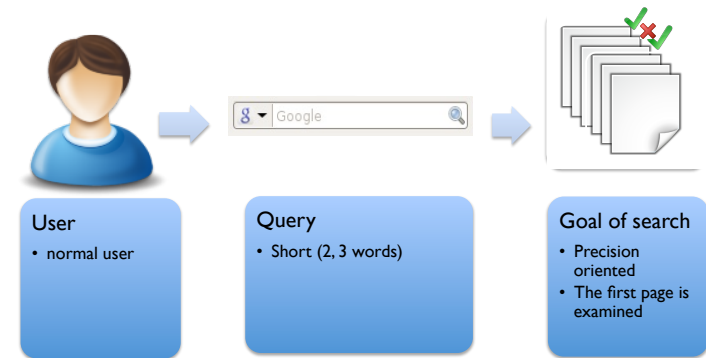 g Google
User
• normal user
Query
• Short (2, 3 words)
Goal of search
• Precision
oriented
• The first page is
examined